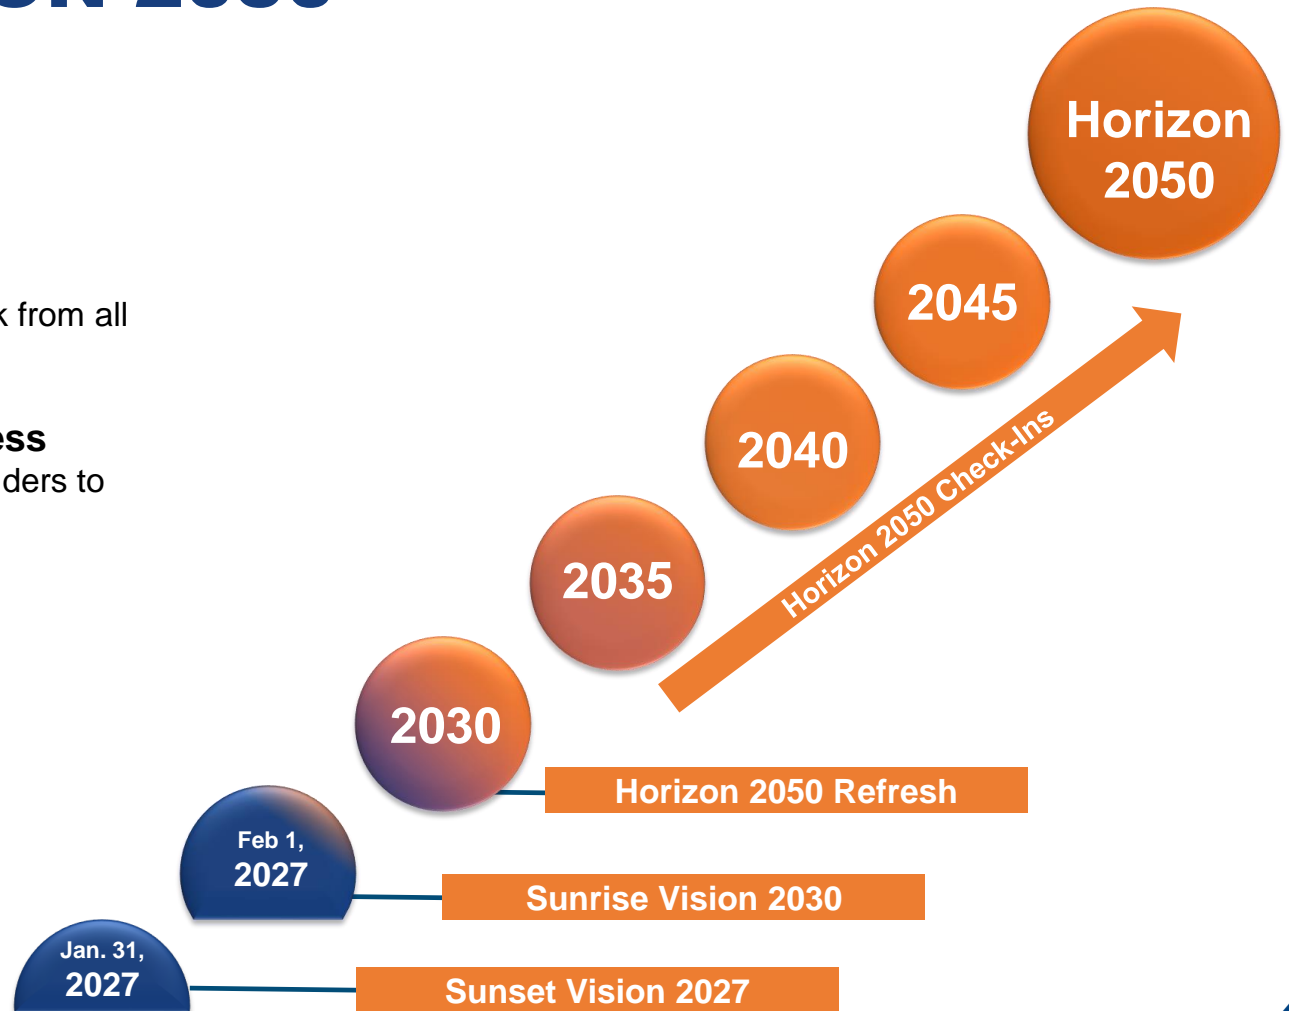 Horizon
2050
2045
k from all
2040
ess
ders to
Horizon 2050 Check-Ins
2035
2030
Horizon 2050 Refresh
Feb 1,
2027
Sunrise Vision 2030
Jan. 31,
2027
Sunset Vision 2027